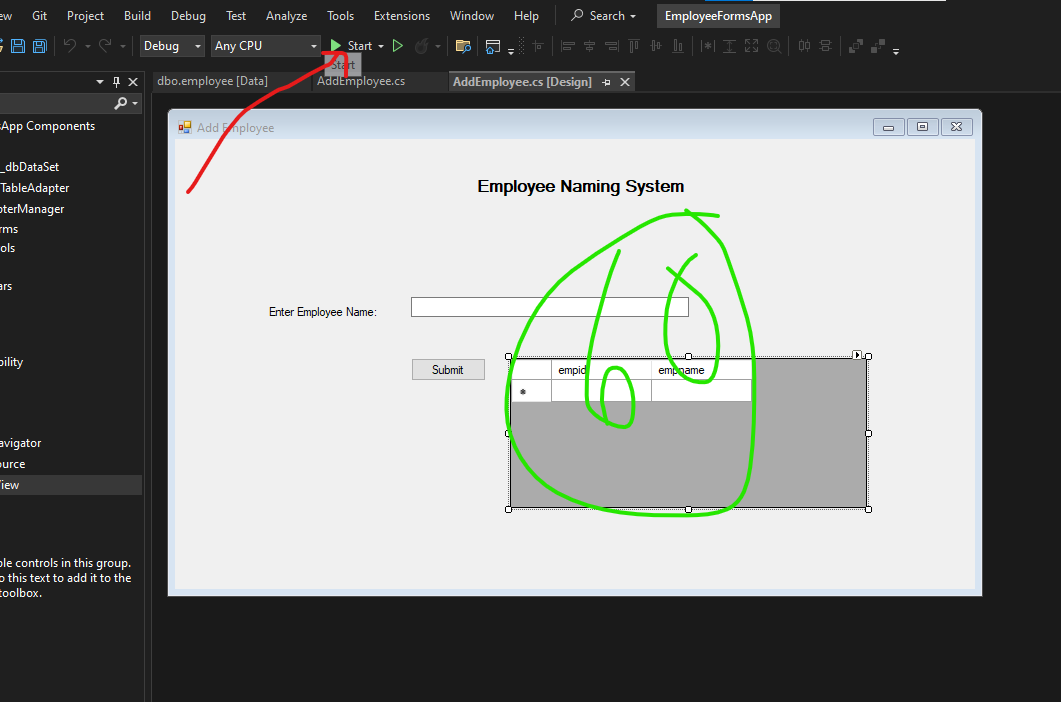 ew Git Project Build Debug Test Analyze Tools Extensions Window Help Search EmployeeFormsApp
Debug Any CPU Start
Start
dbo.employee [Data] AddEmployee.cs AddEmployee.cs [Design]
sApp Components
_dbDataSet
TableAdapter
pterManager
rms
ols
ars
bility
avigator
ource
iew
ble controls in this group.
o this text to add it to the
toolbox.
Add Employee
Employee Naming System
Enter Employee Name:
Submit
empid empname
*